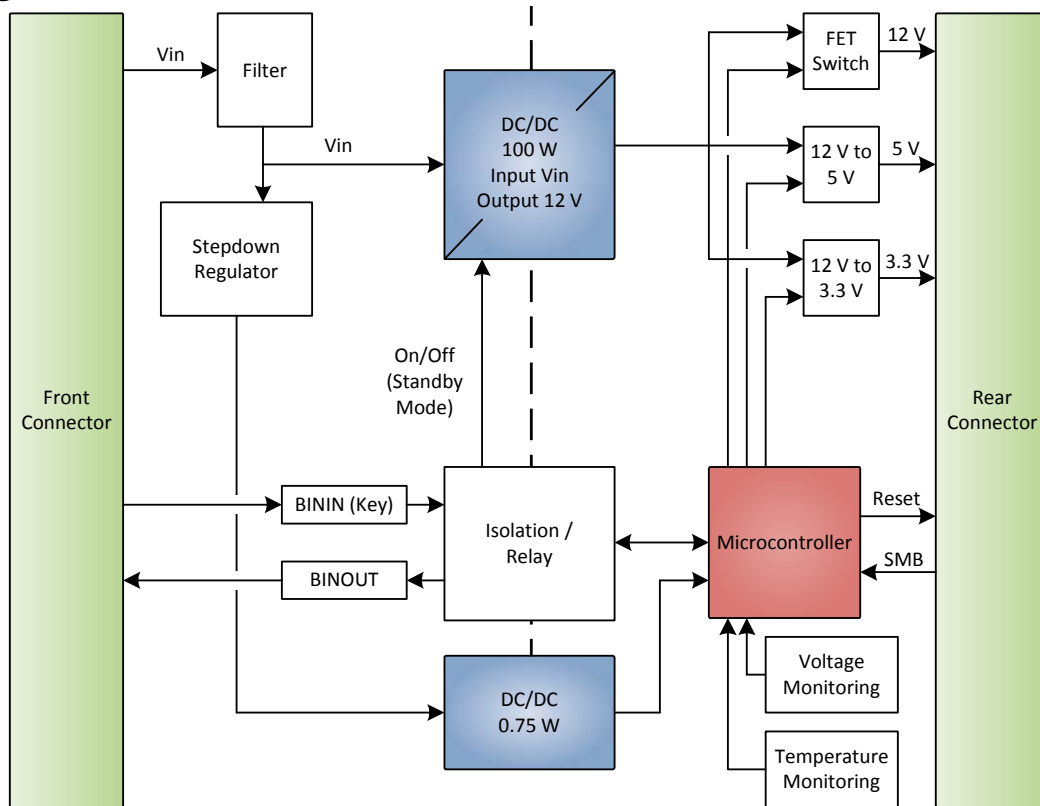 Vin
Filter
Vin
Stepdown
Regulator
DC/DC
100 W
Input Vin
Output 12 V
FET
Switch
12 V
12 V to
5 V
5 V
12 V to
3.3 V
3.3 V
On/Off
(Standby
Mode)
Front
Connector
Rear
Connector
BININ (Key)
BINOUT
Isolation /
Relay
Microcontroller
Reset
SMB
DC/DC
0.75 W
Voltage
Monitoring
Temperature
Monitoring